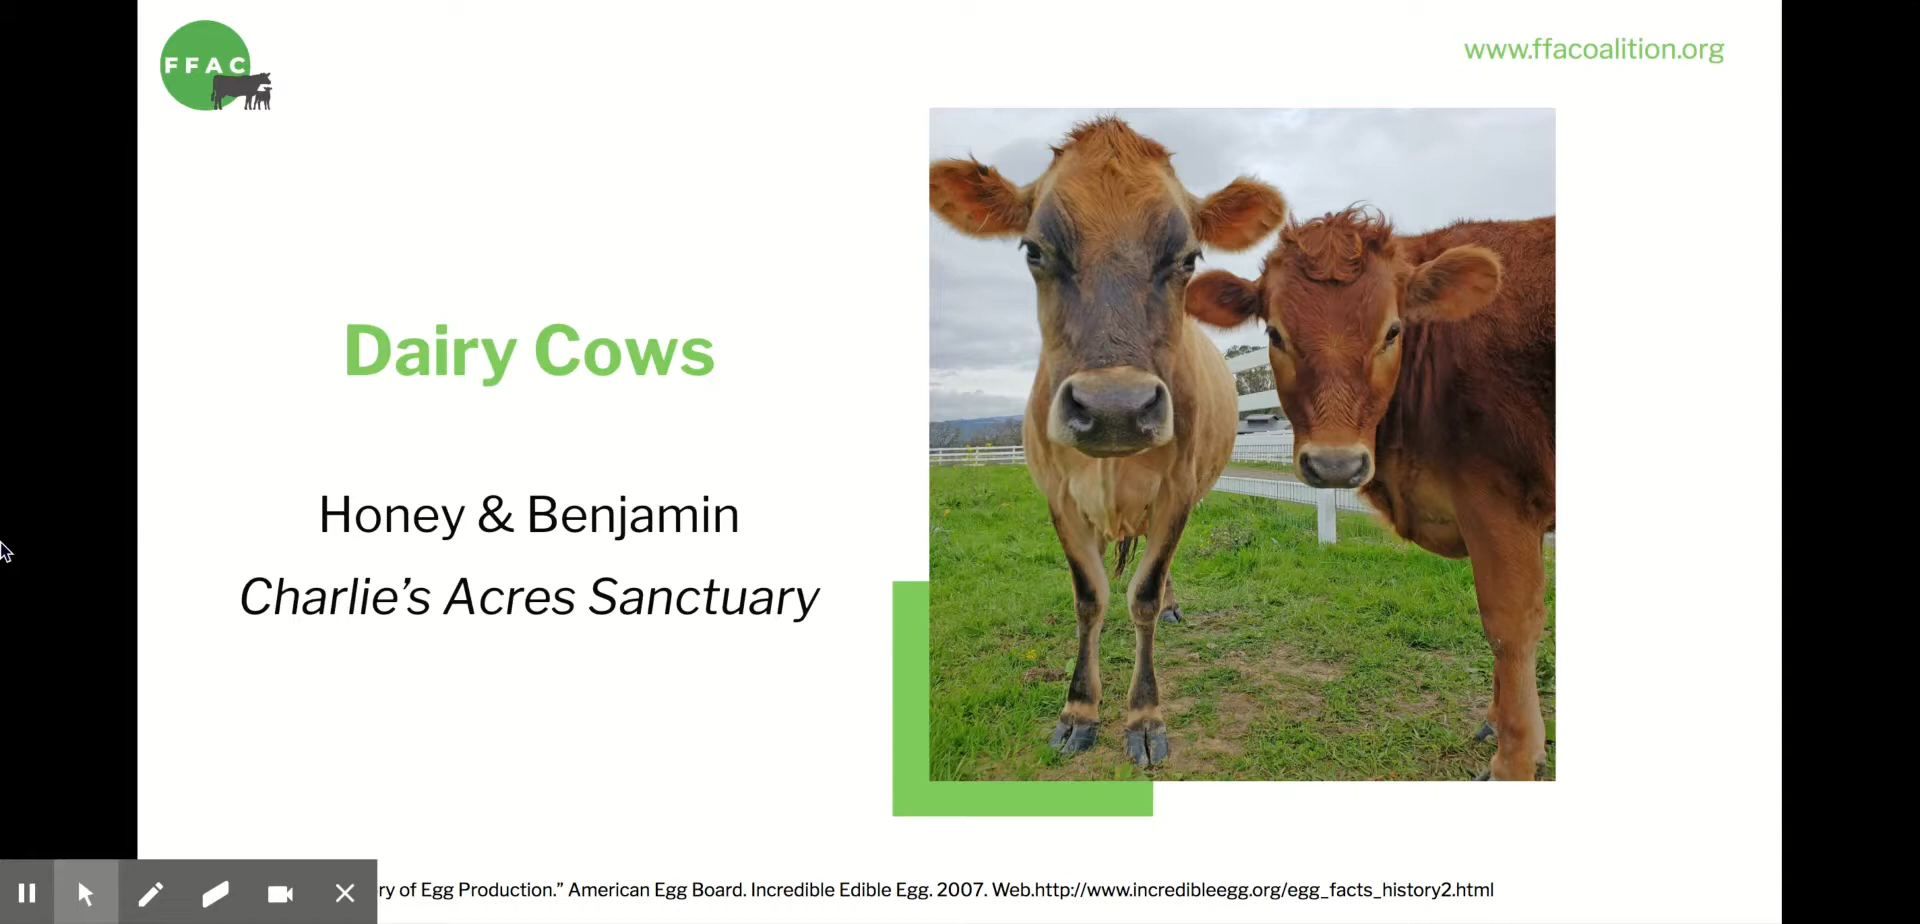 FFAC
www.ffacoalition.org
Dairy Cows
Honey & Benjamin
Charlie's Acres Sanctuary
of Egg Production.” American Egg Board. Incredible Edible Egg. 2007. Web.http://www.incredibleegg.org/egg_facts_history2.html